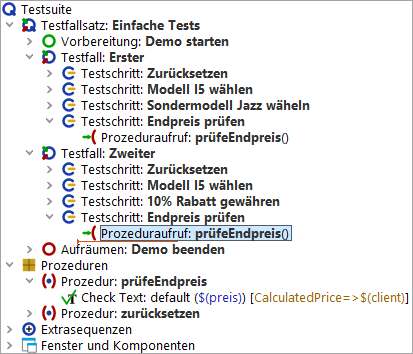 Testsuite
Testfallsatz: Einfache Tests
Vorbereitung: Demo starten
Testfall: Erster
Testschritt: Zurücksetzen
Testschritt: Modell I5 wählen
Testschritt: Sondermodell Jazz wäheln
Testschritt: Endpreis prüfen
Prozeduraufruf: prüfeEndpreis()
Testfall: Zweiter
Testschritt: Zurücksetzen
Testschritt: Modell I5 wählen
Testschritt: 10% Rabatt gewähren
Testschritt: Endpreis prüfen
Prozeduraufruf: prüfeEndpreis()
Aufräumen: Demo beenden
Prozeduren
Prozedur: prüfeEndpreis
Check Text: default ($(preis)) [CalculatedPrice=>$(client)]
Prozedur: zurücksetzen
Extrasequenzen
Fenster und Komponenten